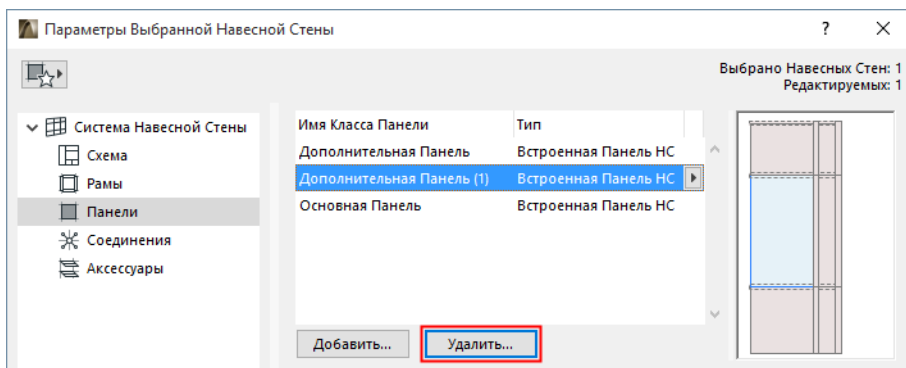 Параметры Выбранной Навесной Стены ?
Выбрано Навесных Стен: 1
Редактируемых: 1
Система Навесной Стены
Схема
Рамы
Панели
Соединения
Аксессуары
Имя Класса Панели Тип
Дополнительная Панель Встроенная Панель НС
Дополнительная Панель (1) Встроенная Панель НС
Основная Панель Встроенная Панель НС
Добавить... Удалить...